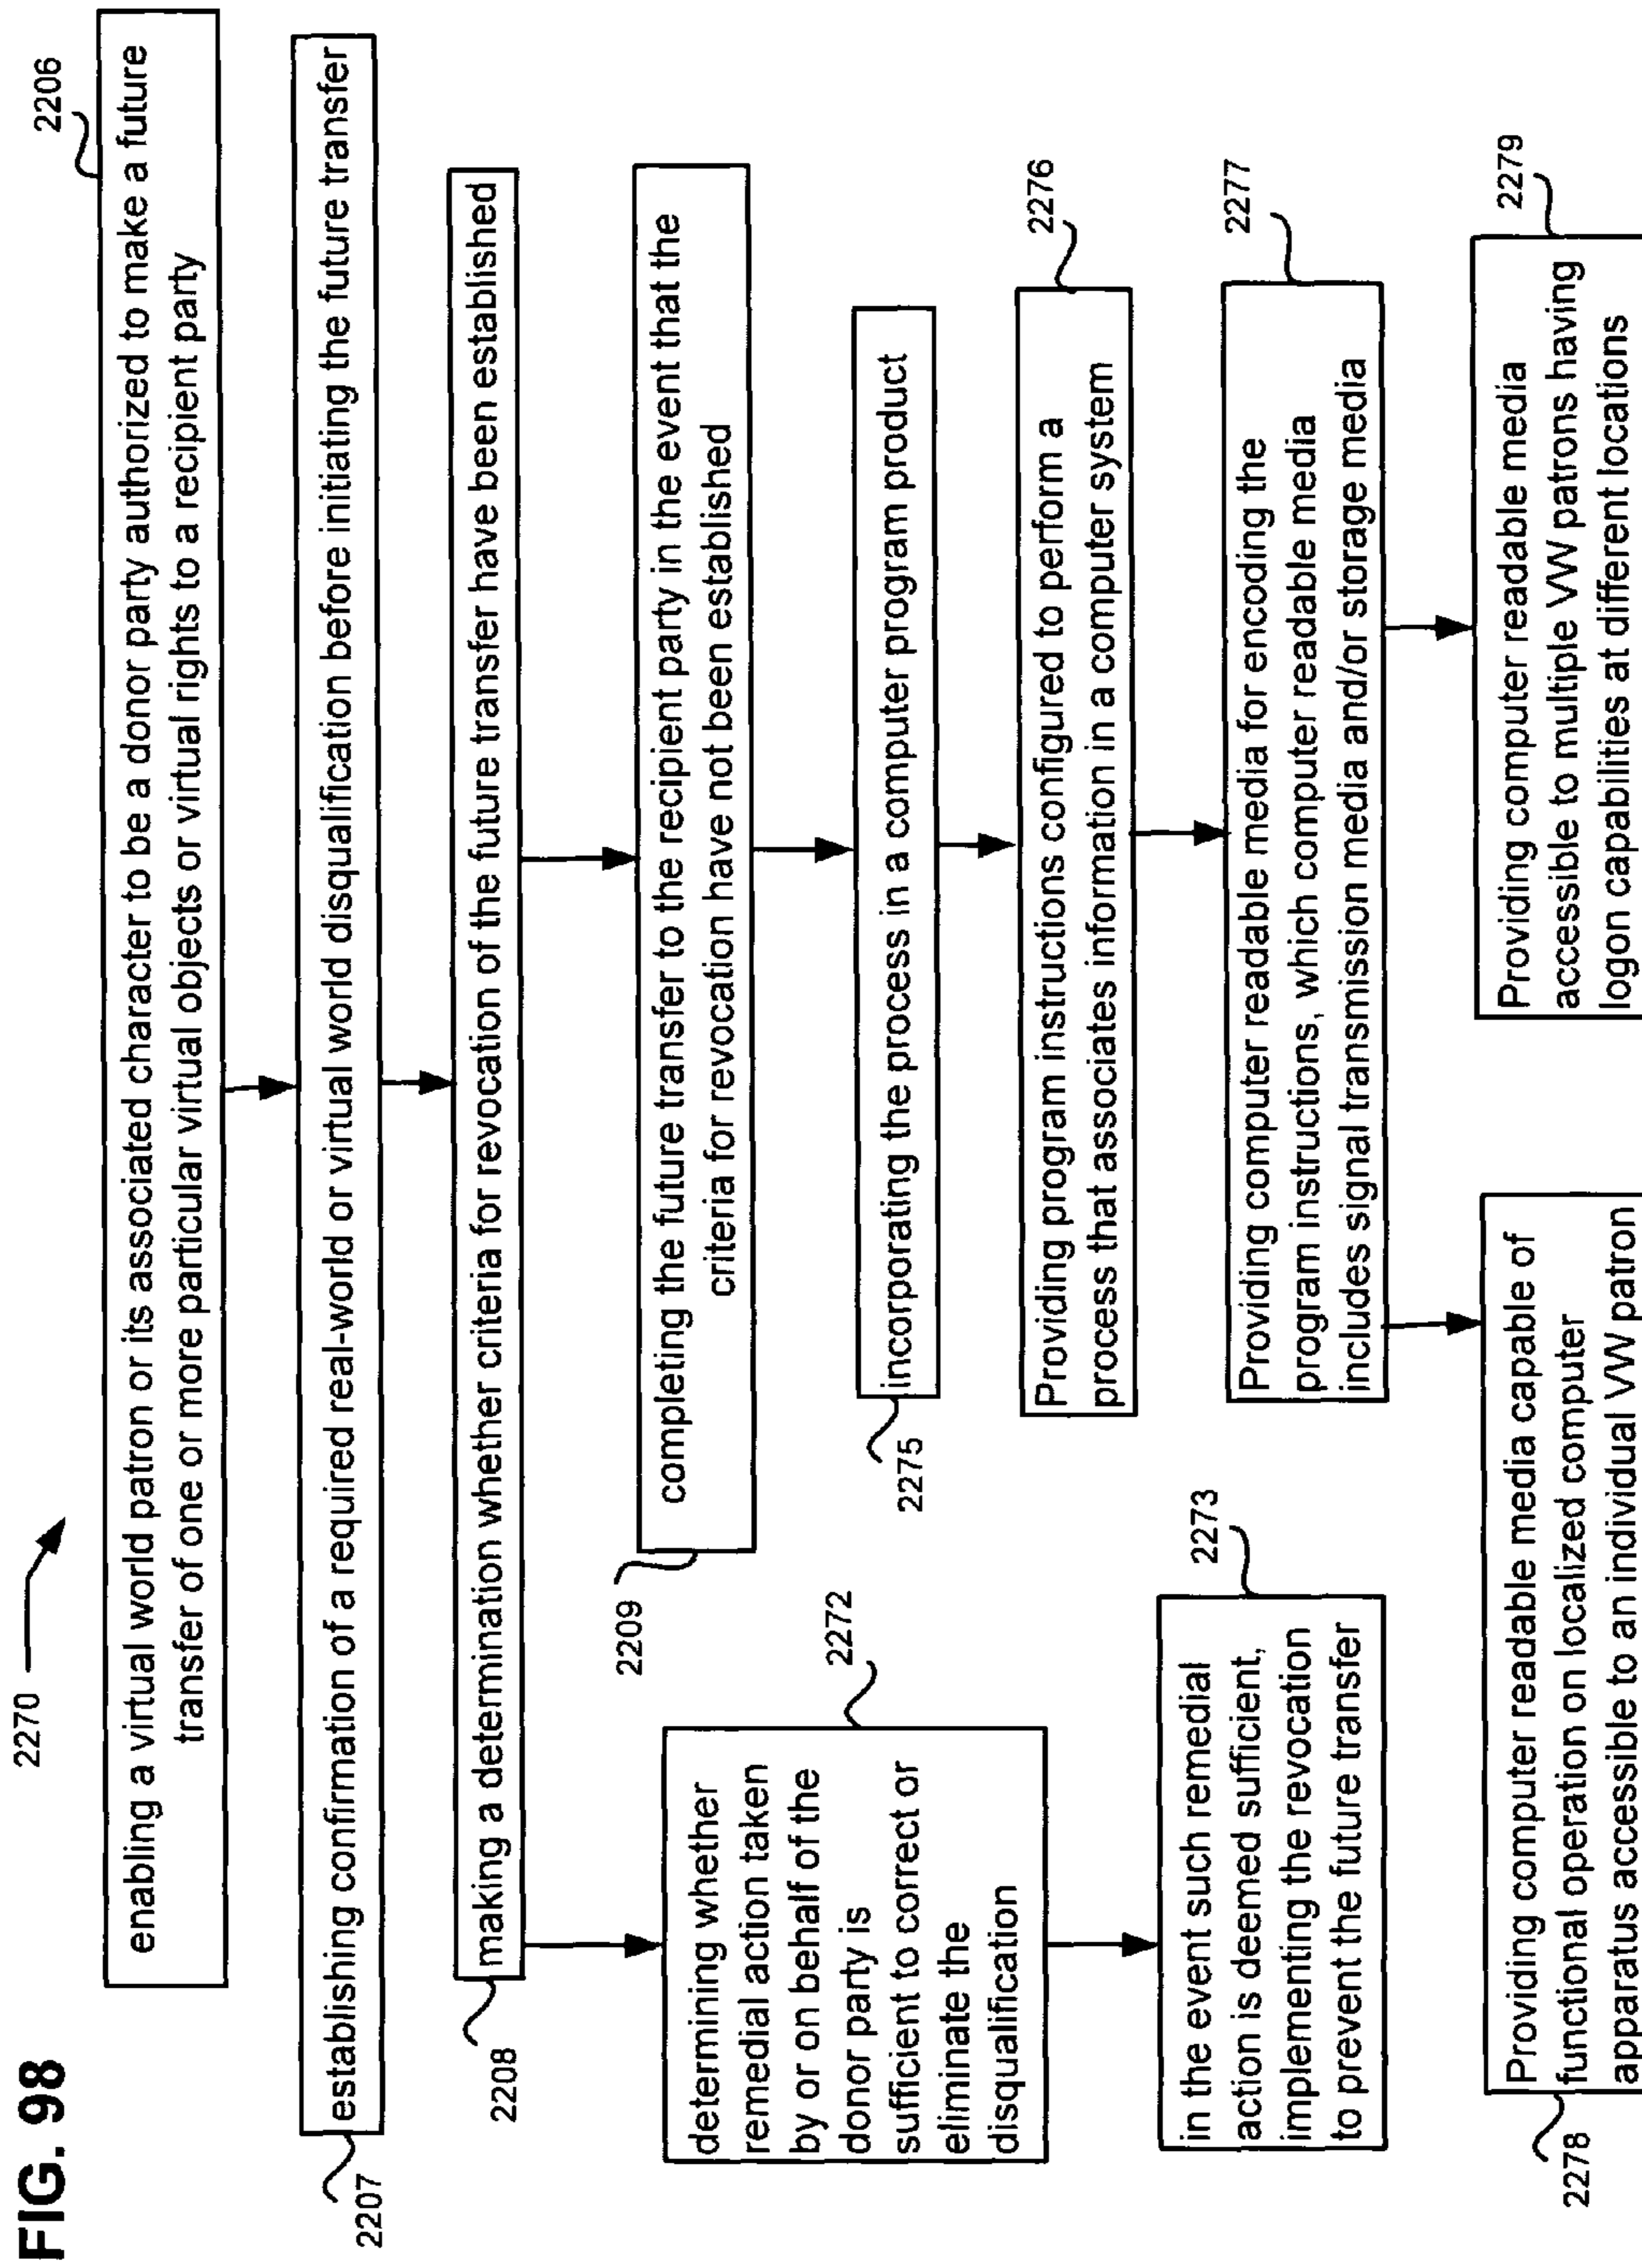 FIG. 98
2270
2206
enabling a virtual world patron or its associated character to be a donor party authorized to make a future
transfer of one or more particular virtual objects or virtual rights to a recipient party
2207
establishing confirmation of a required real-world or virtual world disqualification before initiating the future transfer
2208
making a determination whether criteria for revocation of the future transfer have been established
2209
completing the future transfer to the recipient party in the event that the
criteria for revocation have not been established
2272
determining whether
remedial action taken
by or on behalf of the
donor party is
sufficient to correct or
eliminate the
disqualification
2275
incorporating the process in a computer program product
2276
Providing program instructions configured to perform a
process that associates information in a computer system
2273
in the event such remedial
action is deemed sufficient,
implementing the revocation
to prevent the future transfer
2277
Providing computer readable media for encoding the
program instructions, which computer readable media
includes signal transmission media and/or storage media
2278
Providing computer readable media capable of
functional operation on localized computer
apparatus accessible to an individual VW patron
2279
Providing computer readable media
accessible to multiple VW patrons having
logon capabilities at different locations